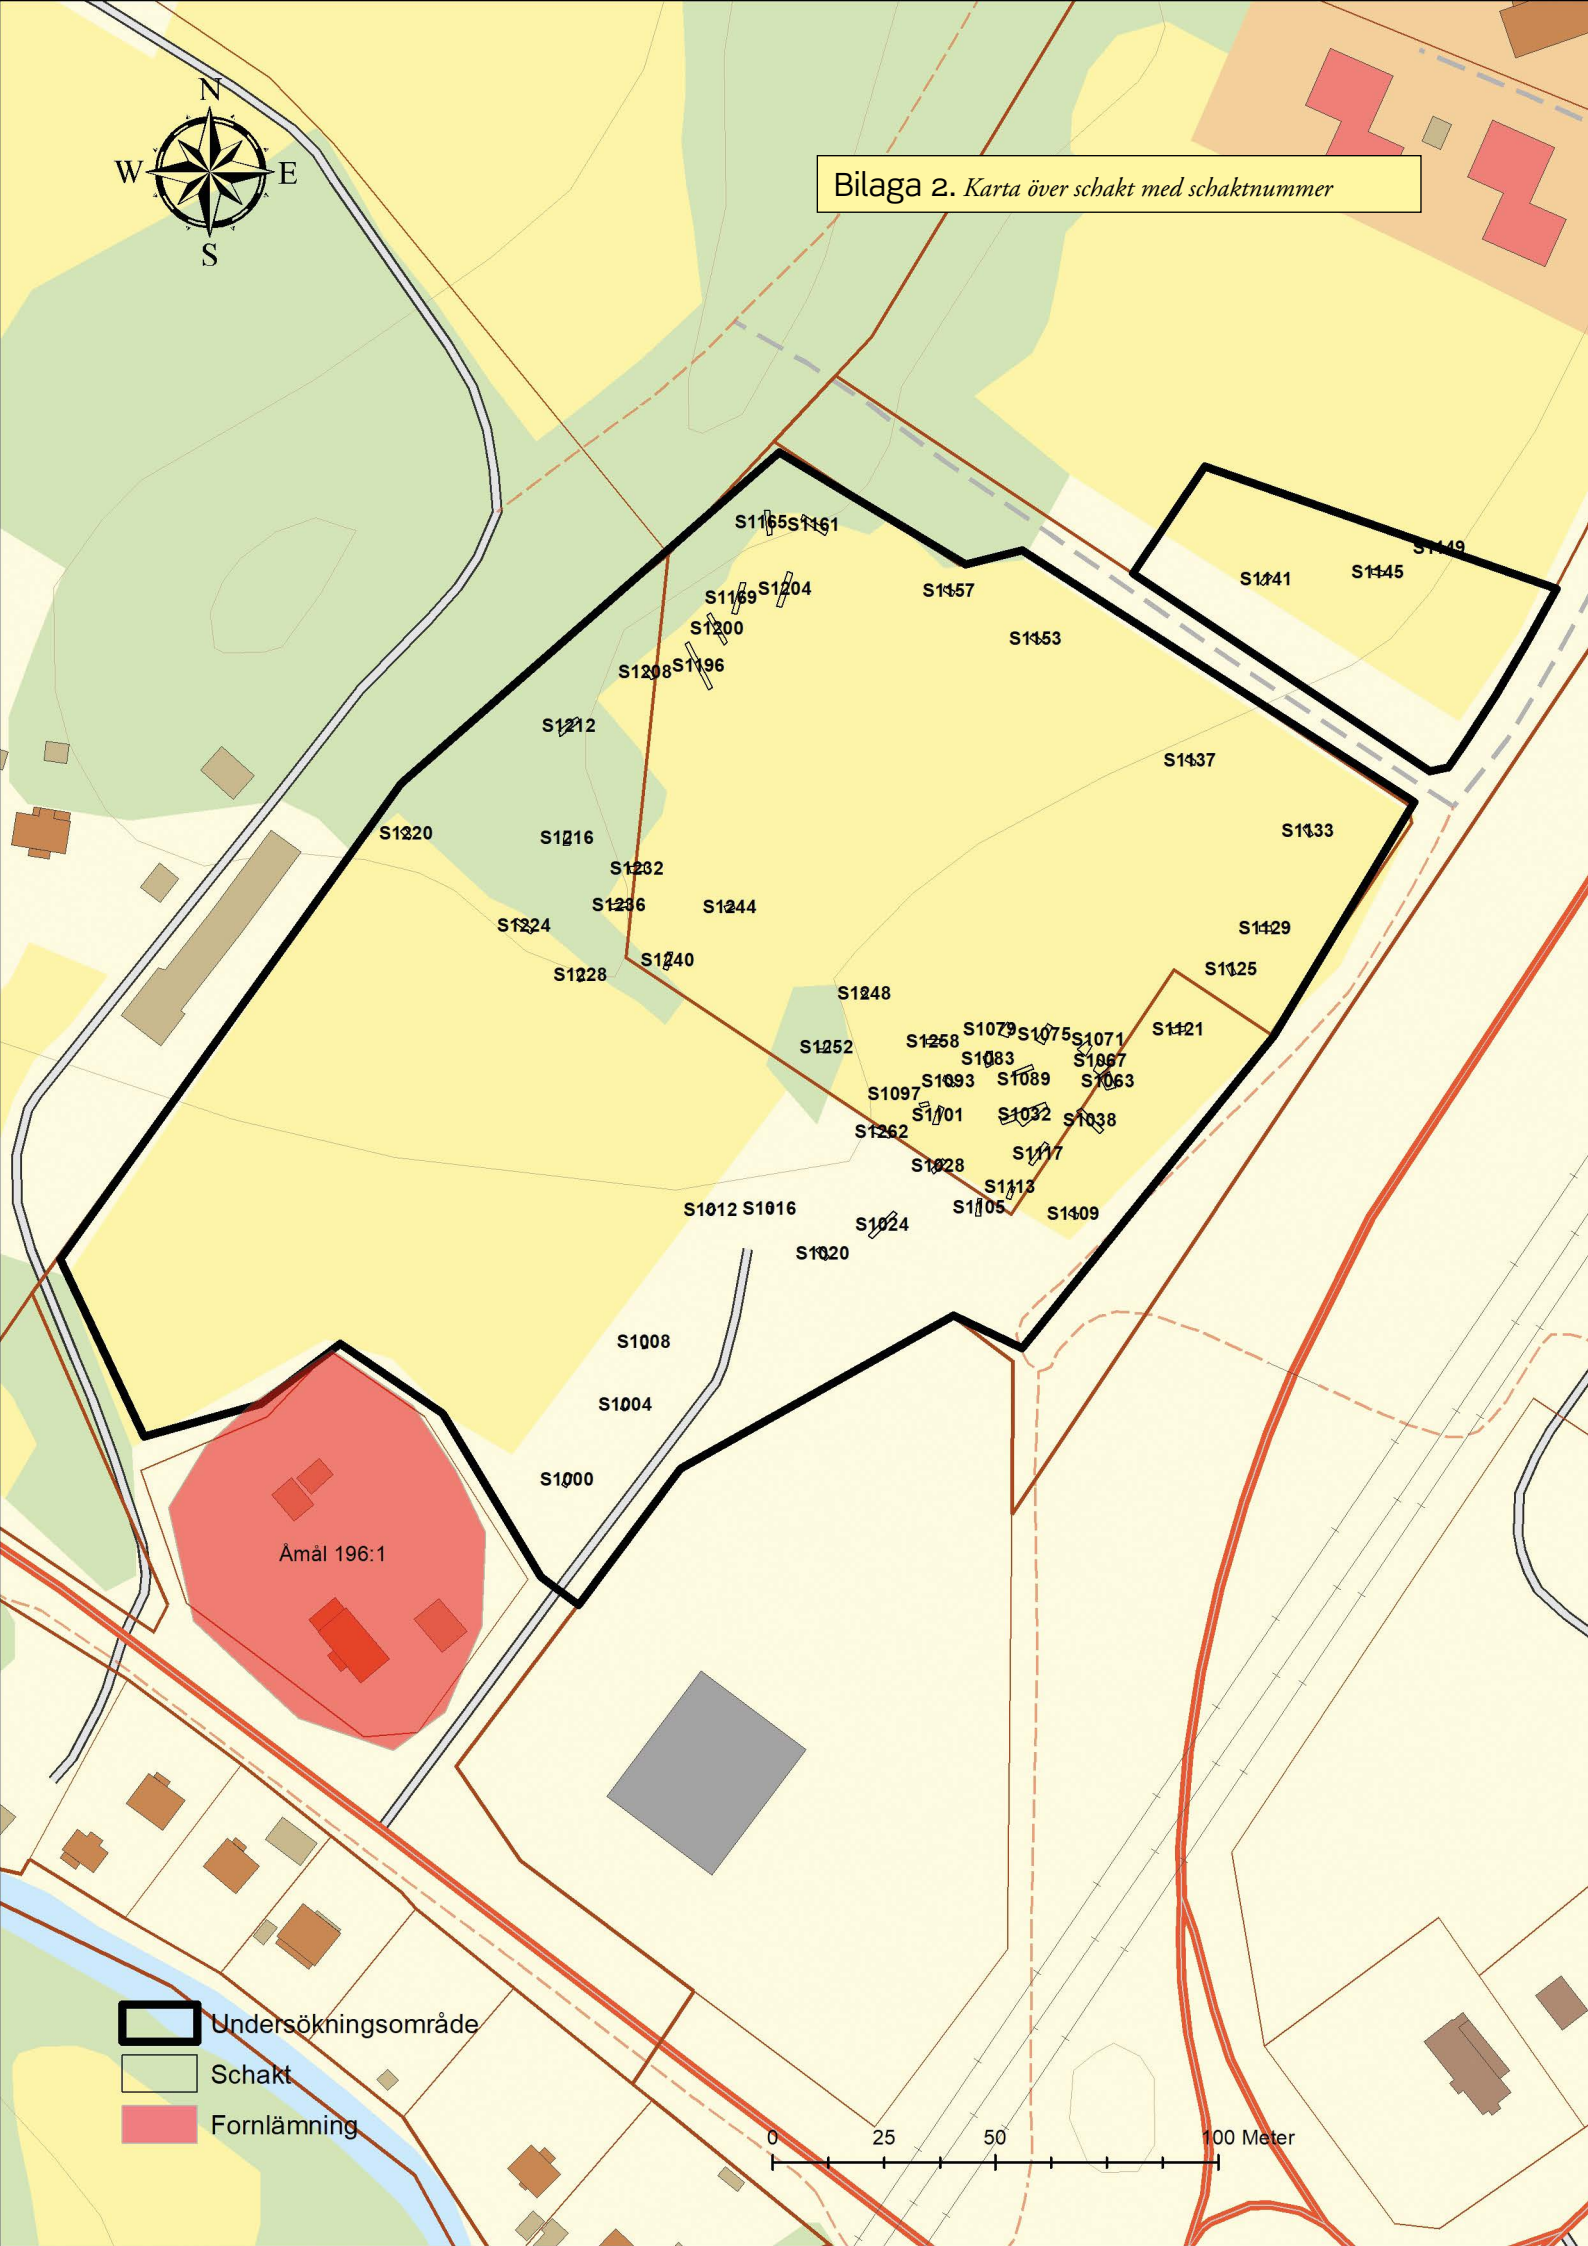 N
W E
S
Bilaga 2. Karta över schakt med schaktnummer
S1165 S1161
S1149
S1145
S1141
S1204
S1157
S1169
S1200
S1153
S1196
S1208
S1212
S1137
S1133
S1220
S1216
S1232
S1236
S1244
S1224
S1129
S1240
S1125
S1228
S1248
S1079 S1075 S1071 S1121
S1258
S1252
S1083 S1067
S1093 S1089 S1063
S1097
S1101 S1032 S1038
S1262
S1117
S1028
S1113
S1012 S1016 S1105 S1109
S1024
S1020
S1008
S1004
S1000
Åmål 196:1
Undersökningsområde
Schakt
Fornlämning
0 25 50 100 Meter